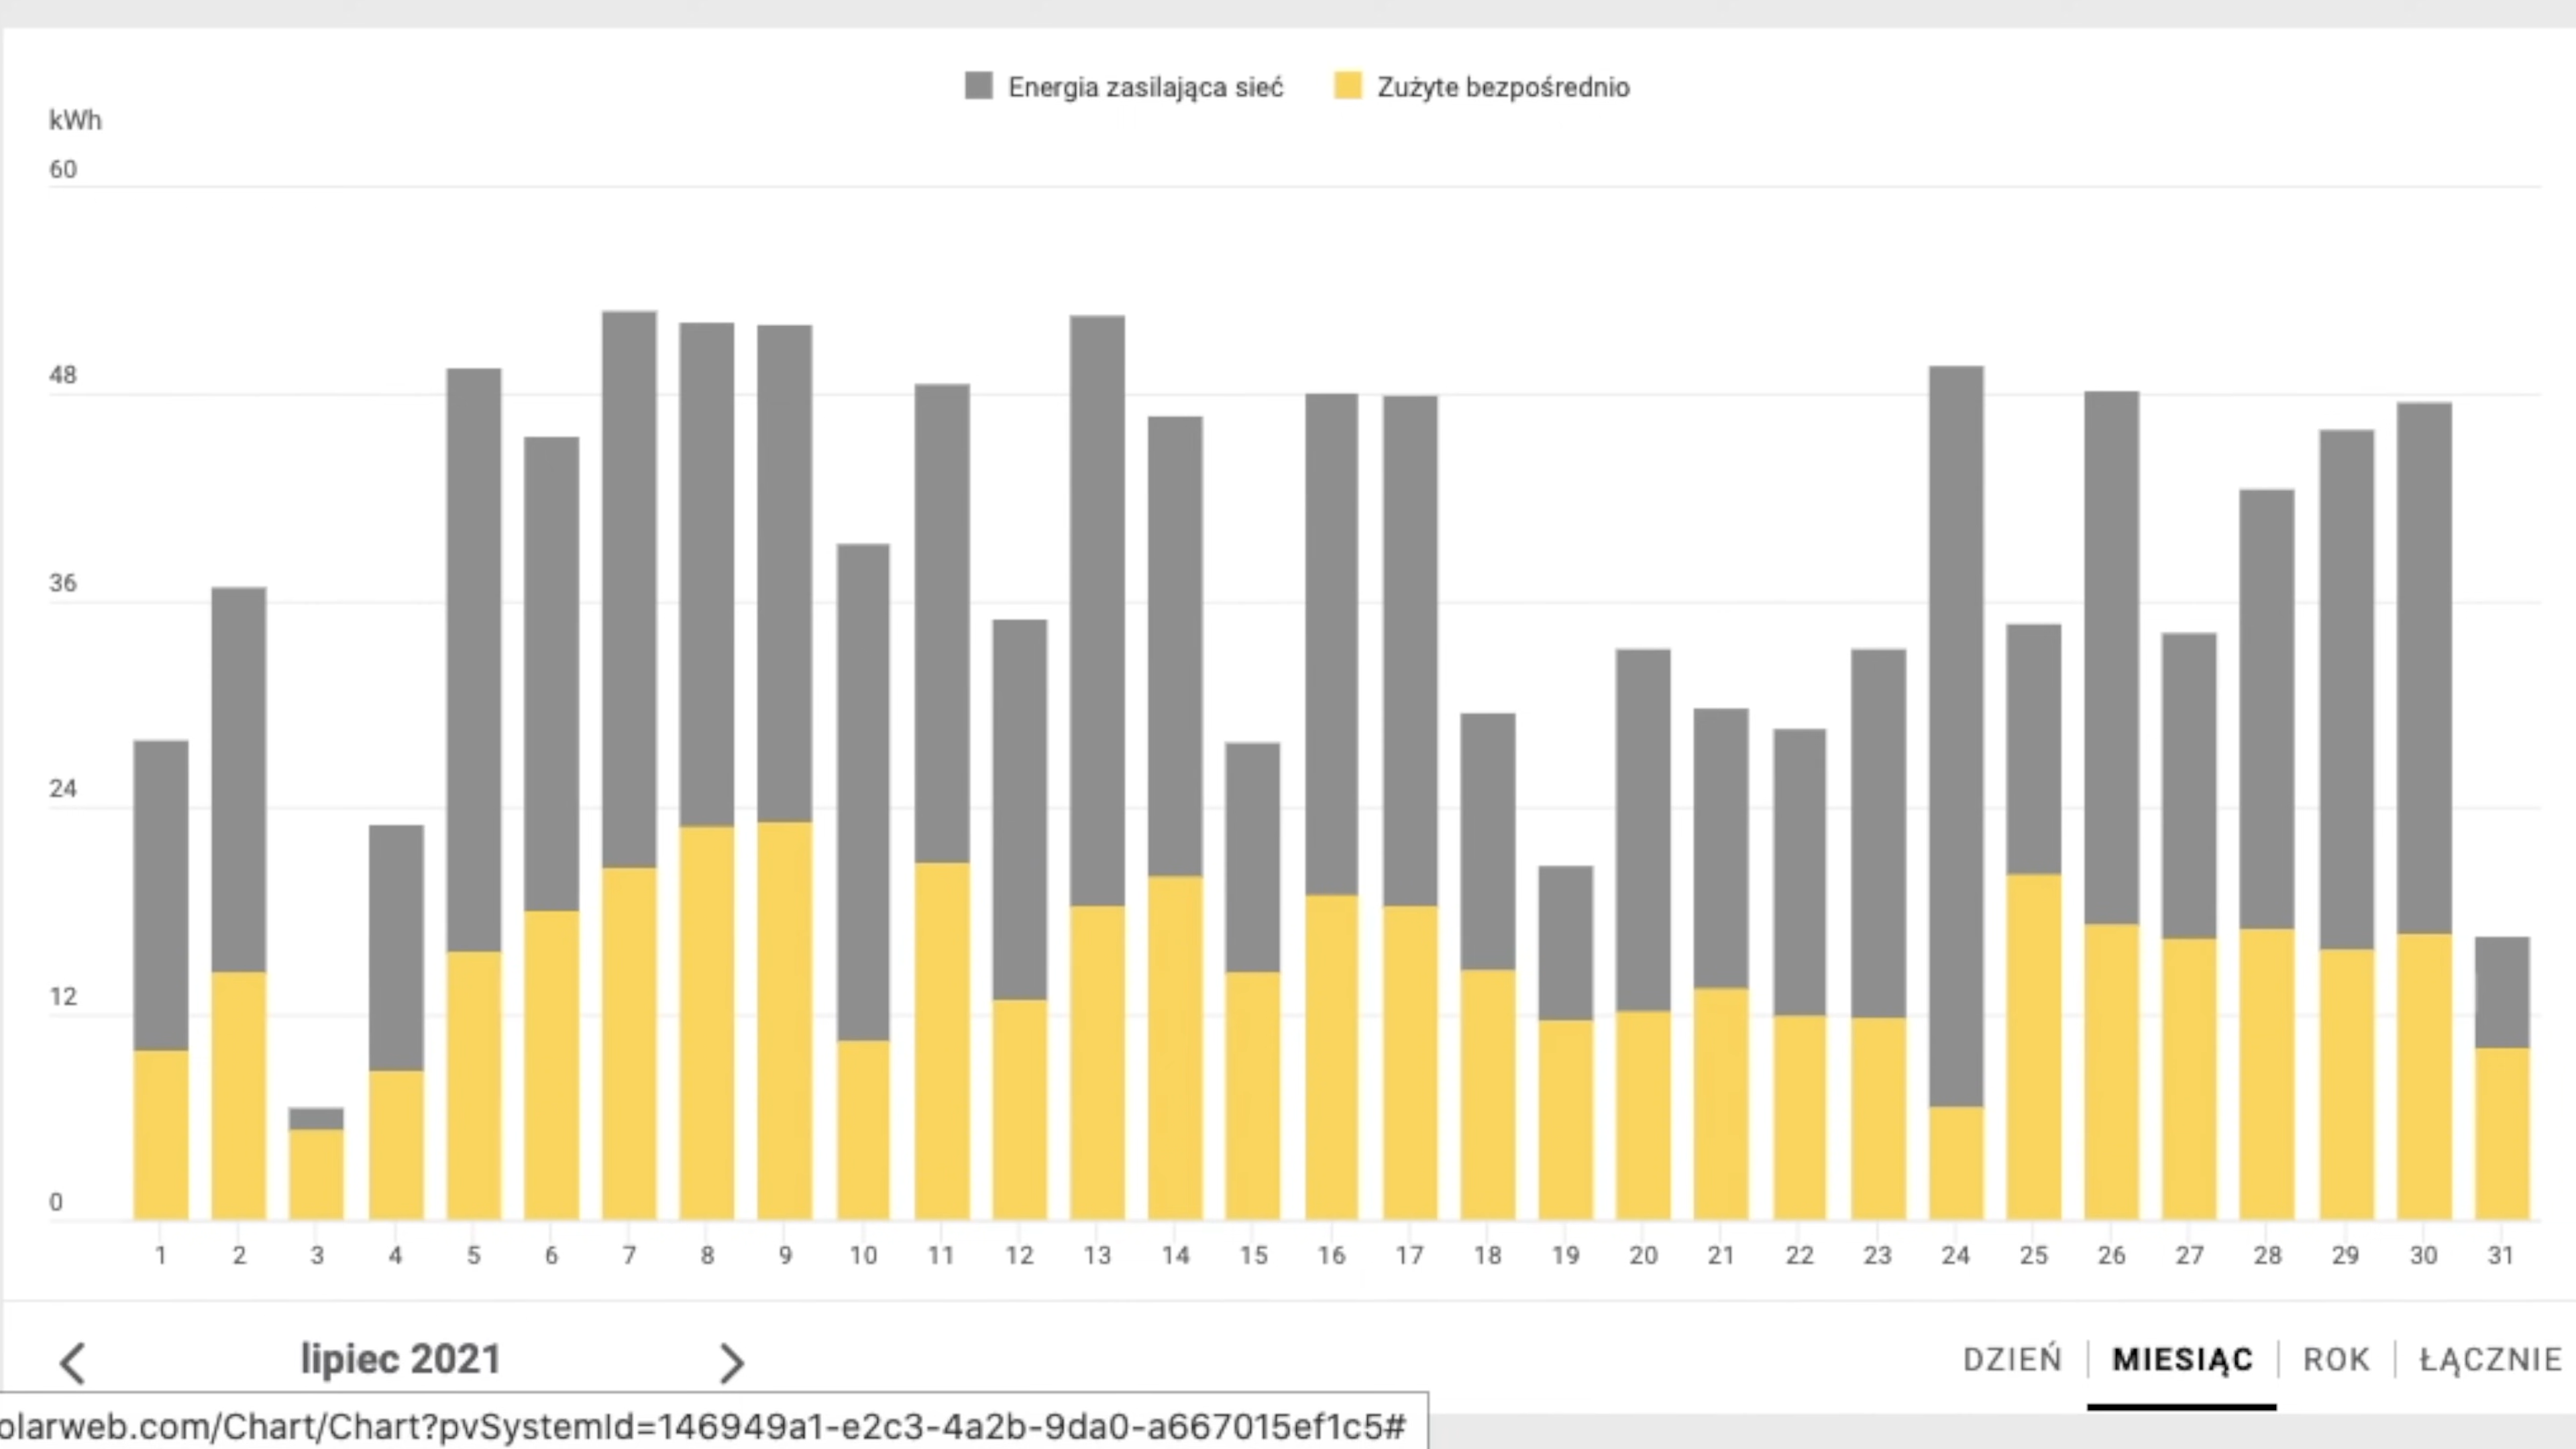 Energia zasilająca sieć Zużyte bezpośrednio
kWh
60
48
36
24
12
0
1 2 3 4 5 6 7 8 9 10 11 12 13 14 15 16 17 18 19 20 21 22 23 24 25 26 27 28 29 30 31
lipiec 2021 DZIEŃ MIESIĄC ROK ŁĄCZNIE
olarweb.com/Chart/Chart?pvSystemId=146949a1-e2c3-4a2b-9da0-a667015ef1c5#